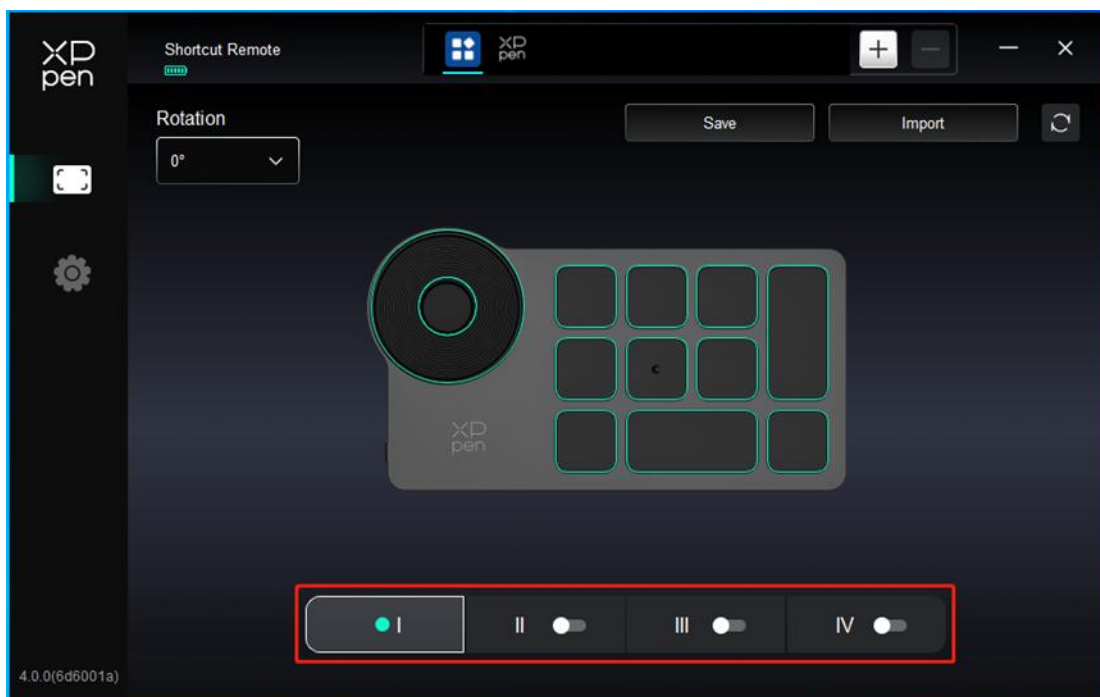 XP
pen
Shortcut Remote
XP
pen
Rotation
0°
Save
Import
XP
pen
I
II
III
IV
4.0.0(6d6001a)